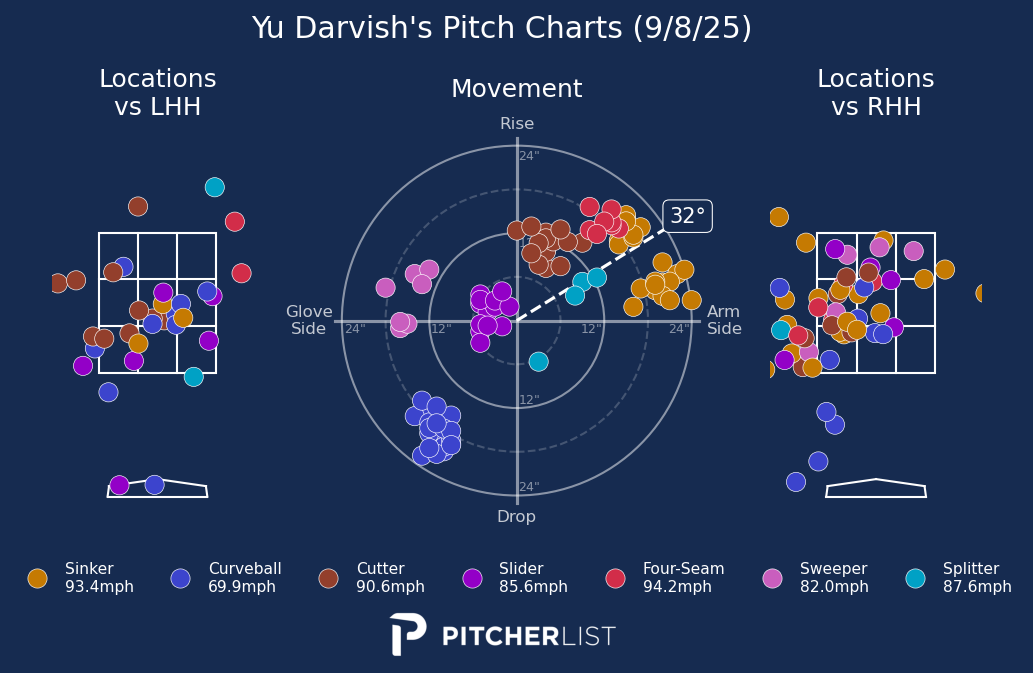 Yu Darvish's Pitch Charts (9/8/25)
Locations
vs LHH
Movement
Locations
vs RHH
Rise
24"
32°
Glove
Side
24"
12"
12"
24"
Arm
Side
12"
24"
Drop
Sinker
93.4mph
Curveball
69.9mph
Cutter
90.6mph
Slider
85.6mph
Four-Seam
94.2mph
Sweeper
82.0mph
Splitter
87.6mph
PITCHERLIST